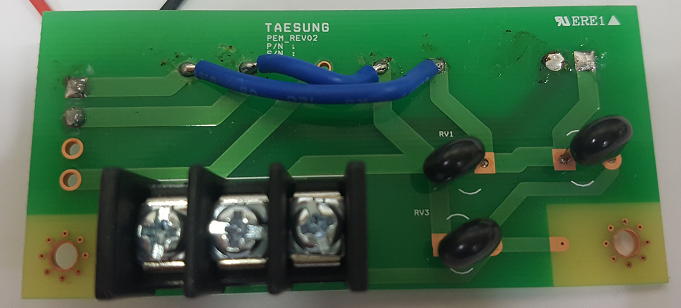 TAESUNG
PEM_REV02
P/N :
S/N :
ERE1
RV1
RV3